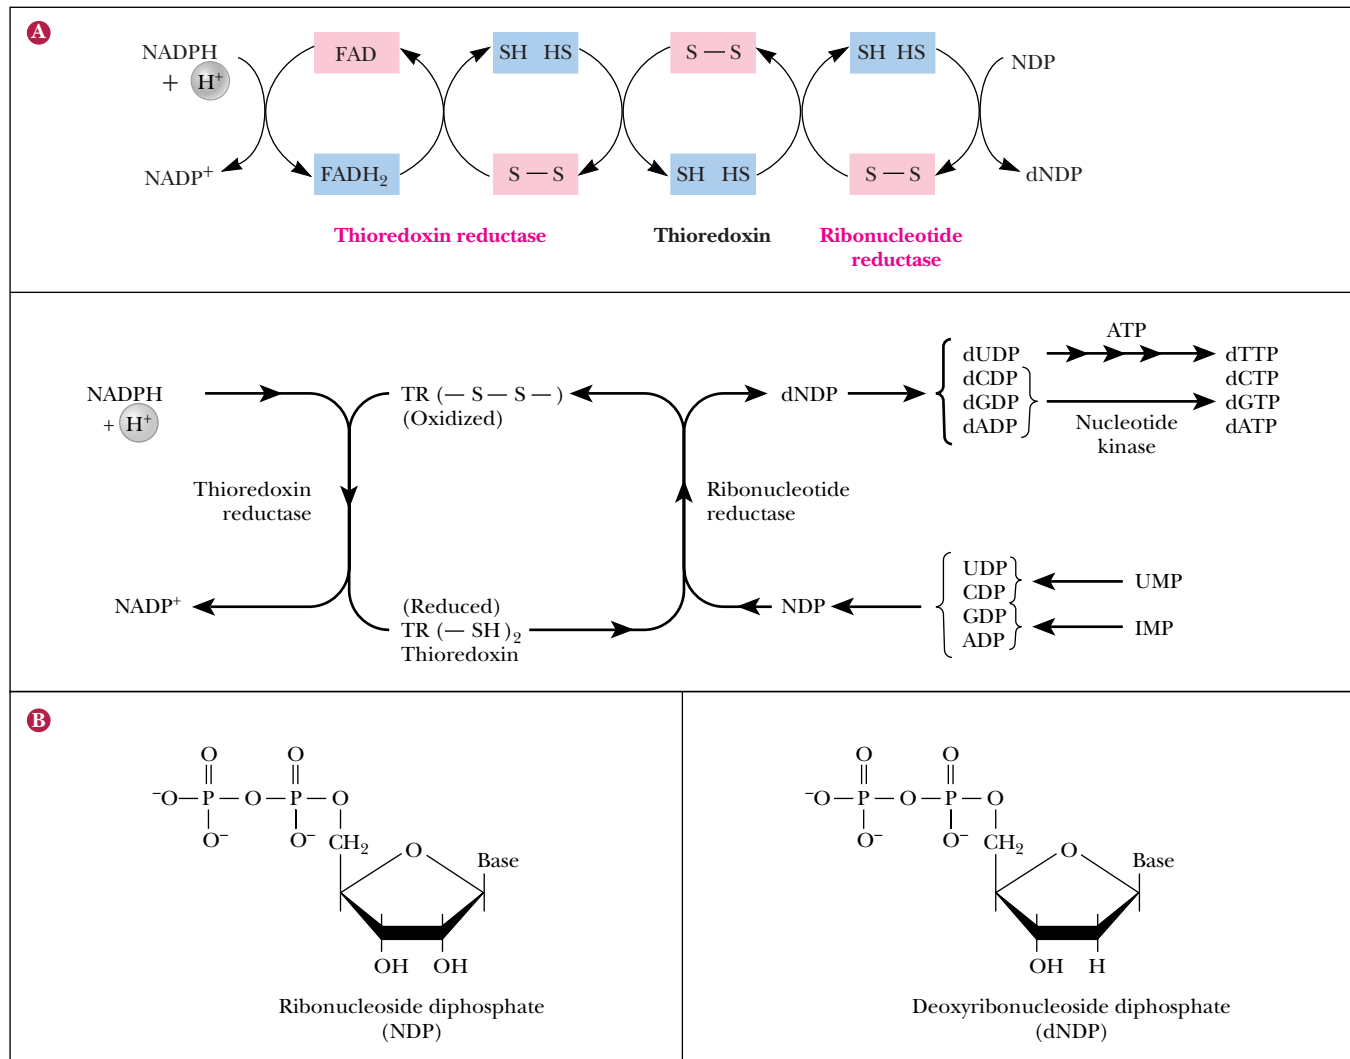 A
NADPH
+ H⁺
FAD
SH HS
S — S
SH HS
NDP
NADP⁺
FADH₂
S — S
SH HS
S — S
dNDP
Thioredoxin reductase
Thioredoxin
Ribonucleotide
reductase
NADPH
+ H⁺
TR (— S — S — )
(Oxidized)
dNDP
dUDP
dCDP
dGDP
dADP
ATP
Nucleotide
kinase
dTTP
dCTP
dGTP
dATP
Thioredoxin
reductase
Ribonucleotide
reductase
NADP⁺
(Reduced)
TR (— SH )₂
Thioredoxin
NDP
UDP
CDP
GDP
ADP
UMP
IMP
B
O O
⁻O — P — O — P — O
O⁻ O⁻ CH₂
O Base
OH OH
Ribonucleoside diphosphate
(NDP)
O O
⁻O — P — O — P — O
O⁻ O⁻ CH₂
O Base
OH H
Deoxyribonucleoside diphosphate
(dNDP)